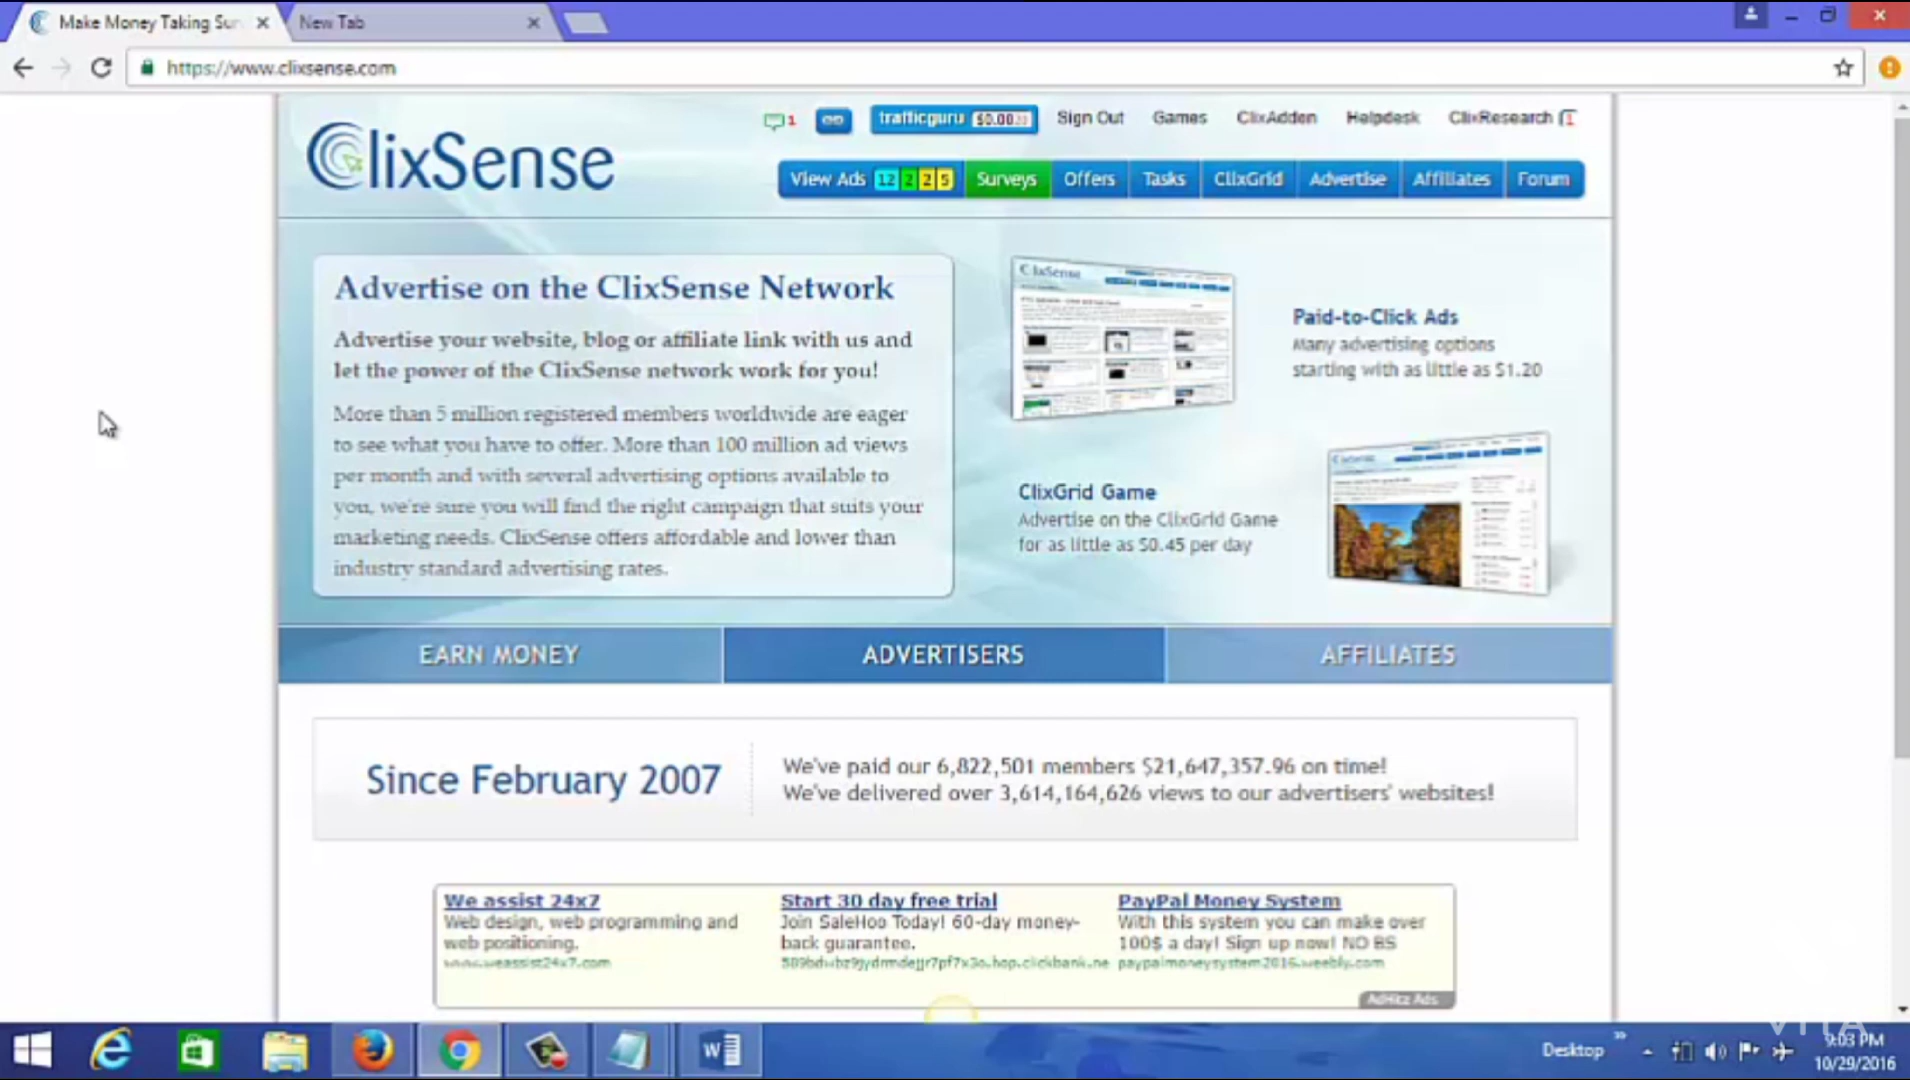 Make Money Taking Sur
New Tab
https://www.clixsense.com
1
trafficguru $0.00
Sign Out
Games
ClixAddon
Helpdesk
ClixResearch 1
ClixSense
View Ads 12 2 2 5
Surveys
Offers
Tasks
ClixGrid
Advertise
Affiliates
Forum
Advertise on the ClixSense Network
Advertise your website, blog or affiliate link with us and
let the power of the ClixSense network work for you!
More than 5 million registered members worldwide are eager
to see what you have to offer. More than 100 million ad views
per month and with several advertising options available to
you, we're sure you will find the right campaign that suits your
marketing needs. ClixSense offers affordable and lower than
industry standard advertising rates.
ClixSense
Paid-to-Click Ads
Many advertising options
starting with as little as $1.20
ClixGrid Game
Advertise on the ClixGrid Game
for as little as $0.45 per day
EARN MONEY
ADVERTISERS
AFFILIATES
Since February 2007
We've paid our 6,822,501 members $21,647,357.96 on time!
We've delivered over 3,614,164,626 views to our advertisers' websites!
We assist 24x7
Web design, web programming and
web positioning.
www.weassist24x7.com
Start 30 day free trial
Join SaleHoo Today! 60-day money-
back guarantee.
PayPal Money System
With this system you can make over
100$ a day! Sign up now! NO BS
paypalmoneysystem2016.weebly.com
AdHitz Ads
VITA
Desktop
9:03 PM
10/29/2016